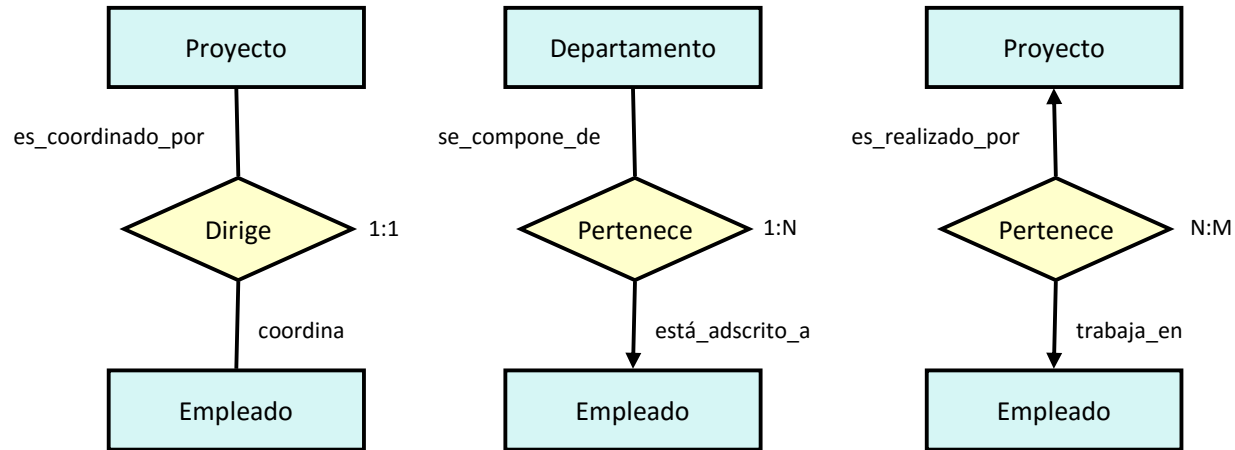 Proyecto
es_coordinado_por
Dirige
1:1
coordina
Empleado
Departamento
se_compone_de
Pertenece
1:N
está_adscrito_a
Empleado
Proyecto
es_realizado_por
Pertenece
N:M
trabaja_en
Empleado